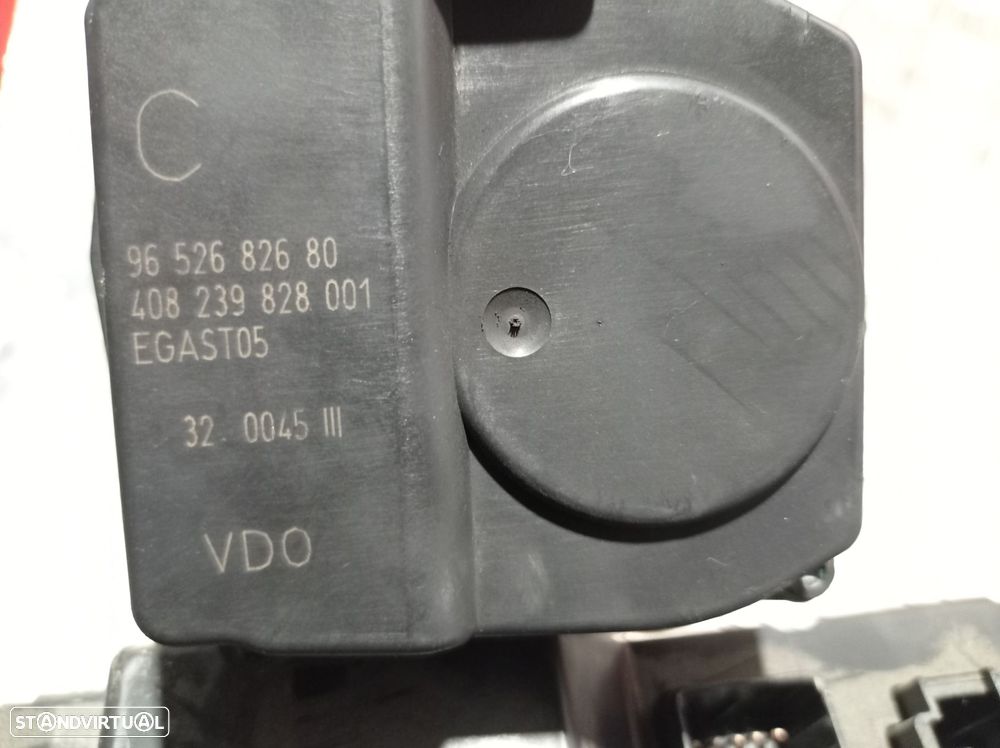 C
96 526 826 80
408 239 828 001
EGAST05
32 0045 III
VDO
STANDVIRTUAL